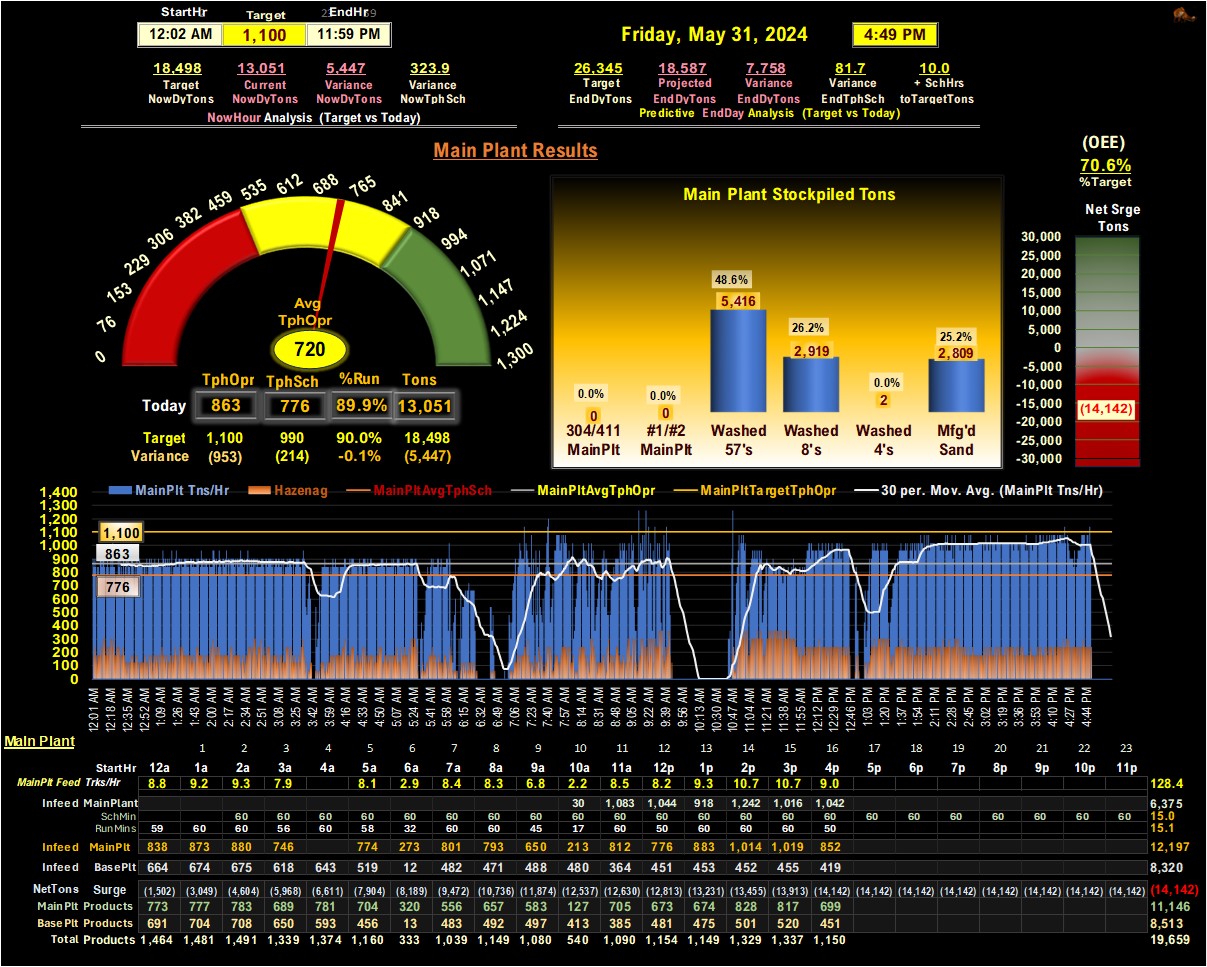 StartHr Target EndHr
12:02 AM 1,100 11:59 PM
Friday, May 31, 2024 4:49 PM
18,498 13,051 5,447 323.9
Target Current Variance Variance
NowDyTons NowDyTons NowDyTons NowTphSch
NowHour Analysis (Target vs Today)
26,345 18,587 7,758 81.7 10.0
Target Projected Variance Variance + SchHrs
EndDyTons EndDyTons EndDyTons EndTphSch toTargetTons
Predictive EndDay Analysis (Target vs Today)
Main Plant Results
(OEE)
70.6%
%Target
0 76 153 229 306 382 459 535 612 688 765 841 918 994 1,071 1,147 1,224 1,300
Avg
TphOpr
720
TphOpr TphSch %Run Tons
Today 863 776 89.9% 13,051
Target 1,100 990 90.0% 18,498
Variance (953) (214) -0.1% (5,447)
Main Plant Stockpiled Tons
0.0% 0.0% 48.6% 26.2% 0.0% 25.2%
0 0 5,416 2,919 2 2,809
304/411 #1/#2 Washed Washed Washed Mfg'd
MainPlt MainPlt 57's 8's 4's Sand
Net Srge
Tons
30,000
25,000
20,000
15,000
10,000
5,000
0
-5,000
-10,000
-15,000
-20,000
-25,000
-30,000
(14,142)
MainPlt Tns/Hr Hazenag MainPltAvgTphSch MainPltAvgTphOpr MainPltTargetTphOpr 30 per. Mov. Avg. (MainPlt Tns/Hr)
1,400
1,300
1,200
1,100
1,000
900
800
700
600
500
400
300
200
100
0
1,100
863
776
12:01 AM 12:18 AM 12:35 AM 12:52 AM 1:09 AM 1:26 AM 1:43 AM 2:00 AM 2:17 AM 2:34 AM 2:51 AM 3:08 AM 3:25 AM 3:42 AM 3:59 AM 4:16 AM 4:33 AM 4:50 AM 5:07 AM 5:24 AM 5:41 AM 5:58 AM 6:15 AM 6:32 AM 6:49 AM 7:06 AM 7:23 AM 7:40 AM 7:57 AM 8:14 AM 8:31 AM 8:48 AM 9:05 AM 9:22 AM 9:39 AM 9:56 AM 10:13 AM 10:30 AM 10:47 AM 11:04 AM 11:21 AM 11:38 AM 11:55 AM 12:12 PM 12:29 PM 12:46 PM 1:03 PM 1:20 PM 1:37 PM 1:54 PM 2:11 PM 2:28 PM 2:45 PM 3:02 PM 3:19 PM 3:36 PM 3:53 PM 4:10 PM 4:27 PM 4:44 PM
Main Plant
1 2 3 4 5 6 7 8 9 10 11 12 13 14 15 16 17 18 19 20 21 22 23
StartHr 12a 1a 2a 3a 4a 5a 6a 7a 8a 9a 10a 11a 12p 1p 2p 3p 4p 5p 6p 7p 8p 9p 10p 11p
MainPlt Feed Trks/Hr 8.8 9.2 9.3 7.9 8.1 2.9 8.4 8.3 6.8 2.2 8.5 8.2 9.3 10.7 10.7 9.0 128.4
Infeed MainPlant 30 1,083 1,044 918 1,242 1,016 1,042 6,375
SchMin 60 60 60 60 60 60 60 60 60 60 60 60 60 60 60 60 60 60 60 60 60 60 15.0
RunMins 59 60 60 56 60 58 32 60 60 45 17 60 50 60 60 60 50 15.1
Infeed MainPlt 838 873 880 746 774 273 801 793 650 213 812 776 883 1,014 1,019 852 12,197
Infeed BasePlt 664 674 675 618 643 519 12 482 471 488 480 364 451 453 452 455 419 8,320
NetTons Surge (1,502) (3,049) (4,604) (5,968) (6,611) (7,904) (8,189) (9,472) (10,736) (11,874) (12,537) (12,630) (12,813) (13,231) (13,455) (13,913) (14,142) (14,142) (14,142) (14,142) (14,142) (14,142) (14,142) (14,142) (14,142)
MainPlt Products 773 777 783 689 781 704 320 556 657 583 127 705 673 674 828 817 699 11,146
BasePlt Products 691 704 708 650 593 456 13 483 492 497 413 385 481 475 501 520 451 8,513
Total Products 1,464 1,481 1,491 1,339 1,374 1,160 333 1,039 1,149 1,080 540 1,090 1,154 1,149 1,329 1,337 1,150 19,659